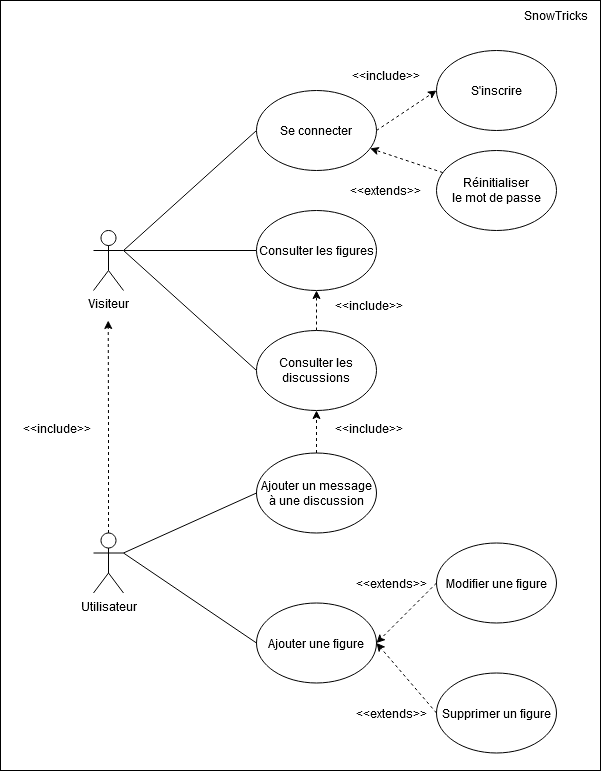 SnowTricks
<<include>>
S'inscrire
Se connecter
Réinitialiser
le mot de passe
<<extends>>
Consulter les figures
Visiteur
<<include>>
Consulter les
discussions
<<include>>
<<include>>
Ajouter un message
à une discussion
Utilisateur
<<extends>>
Modifier une figure
Ajouter une figure
<<extends>>
Supprimer un figure